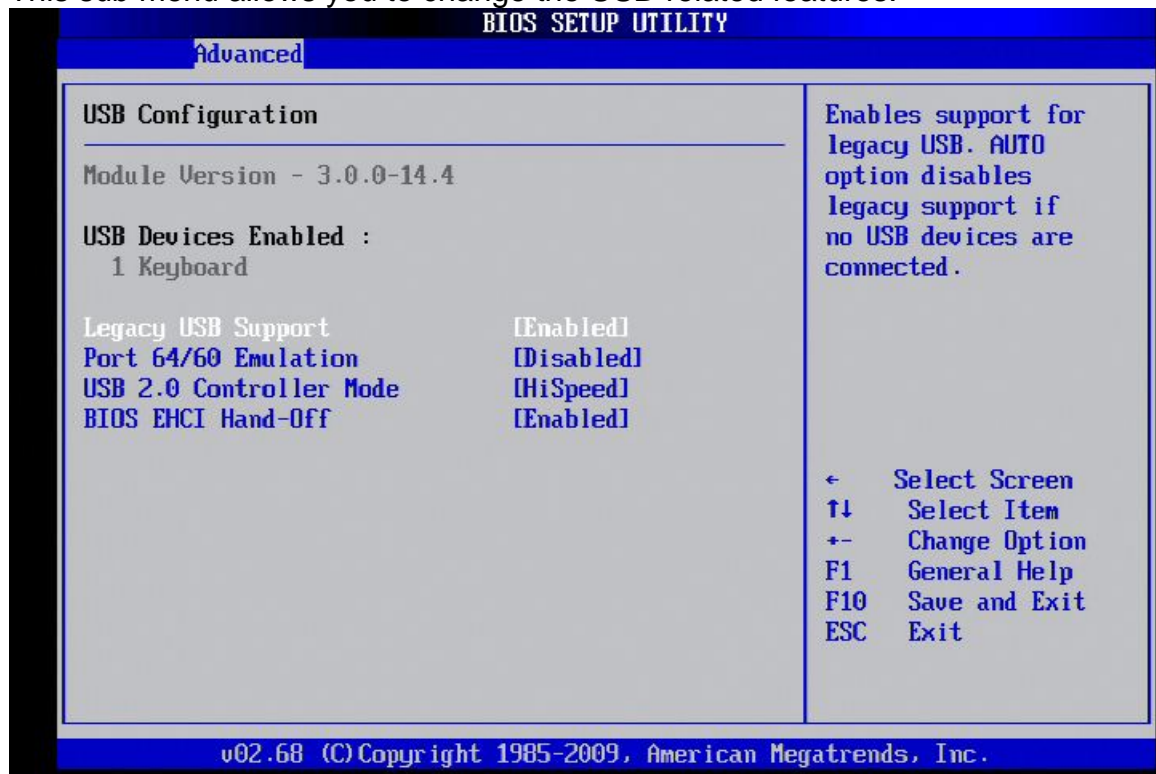 This sub menu allows you to change the USB related features.
BIOS SETUP UTILITY
Advanced
USB Configuration
Module Version - 3.0.0-14.4
USB Devices Enabled :
1 Keyboard
Legacy USB Support [Enabled]
Port 64/60 Emulation [Disabled]
USB 2.0 Controller Mode [HiSpeed]
BIOS EHCI Hand-Off [Enabled]
Enables support for
legacy USB. AUTO
option disables
legacy support if
no USB devices are
connected.
← Select Screen
↑↓ Select Item
+- Change Option
F1 General Help
F10 Save and Exit
ESC Exit
v02.68 (C)Copyright 1985-2009, American Megatrends, Inc.